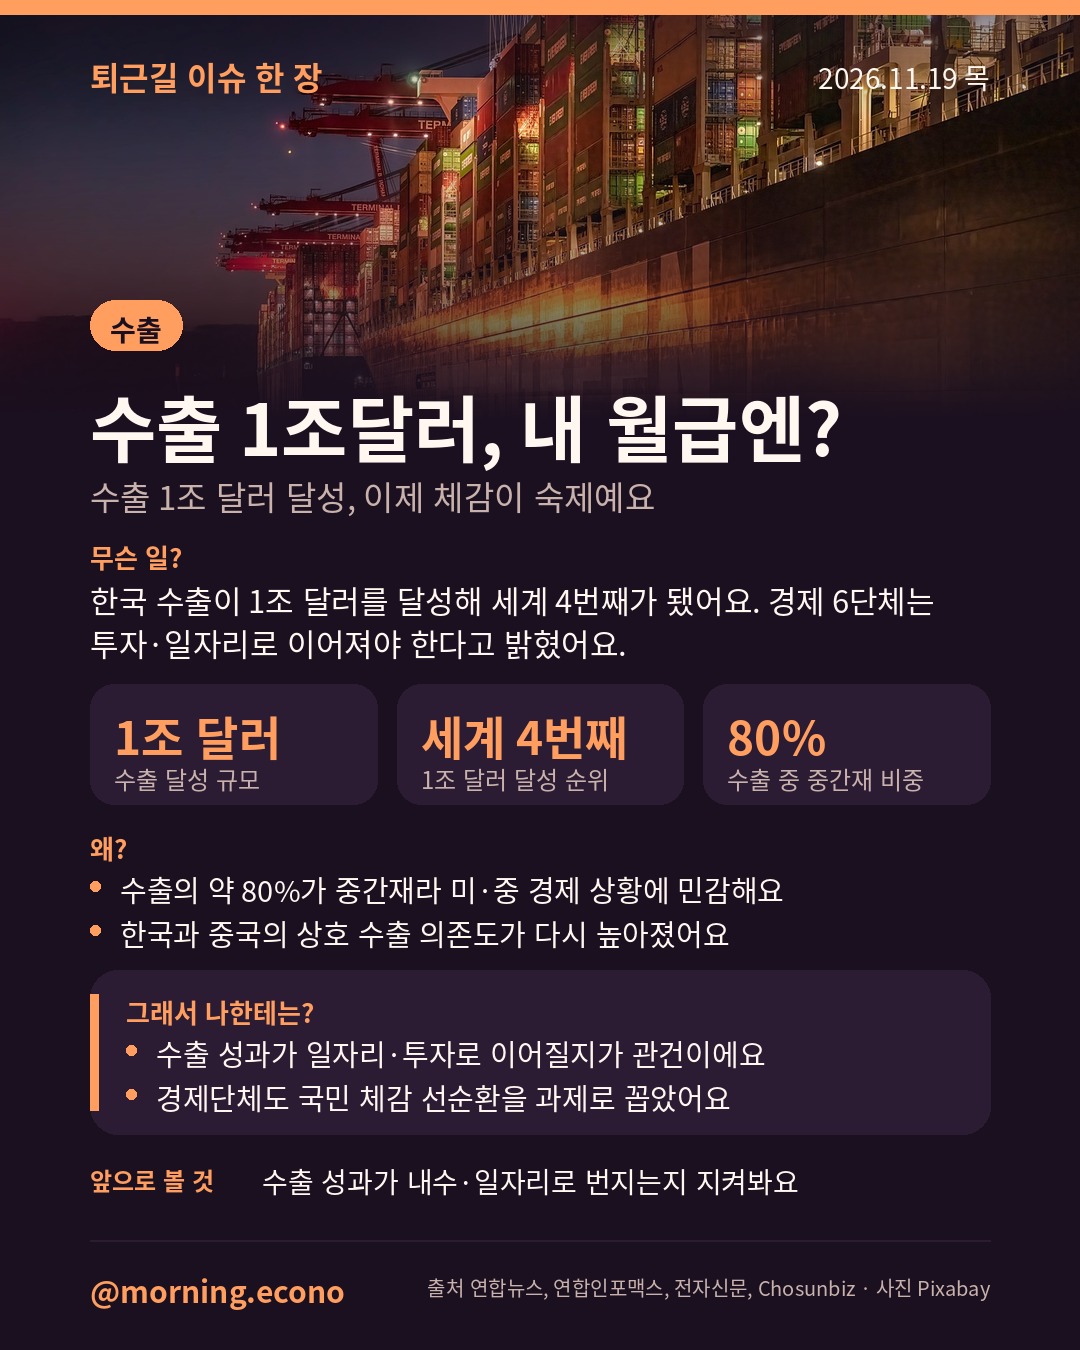 퇴근길 이슈 한 장
2026.11.19 목
TERMINAL
TERMINA
수출
수출 1조달러, 내 월급엔?
수출 1조 달러 달성, 이제 체감이 숙제예요
무슨 일?
한국 수출이 1조 달러를 달성해 세계 4번째가 됐어요. 경제 6단체는
투자·일자리로 이어져야 한다고 밝혔어요.
1조 달러
수출 달성 규모
세계 4번째
1조 달러 달성 순위
80%
수출 중 중간재 비중
왜?
수출의 약 80%가 중간재라 미·중 경제 상황에 민감해요
한국과 중국의 상호 수출 의존도가 다시 높아졌어요
그래서 나한테는?
수출 성과가 일자리·투자로 이어질지가 관건이에요
경제단체도 국민 체감 선순환을 과제로 꼽았어요
앞으로 볼 것
수출 성과가 내수·일자리로 번지는지 지켜봐요
@morning.econo
출처 연합뉴스, 연합인포맥스, 전자신문, Chosunbiz · 사진 Pixabay